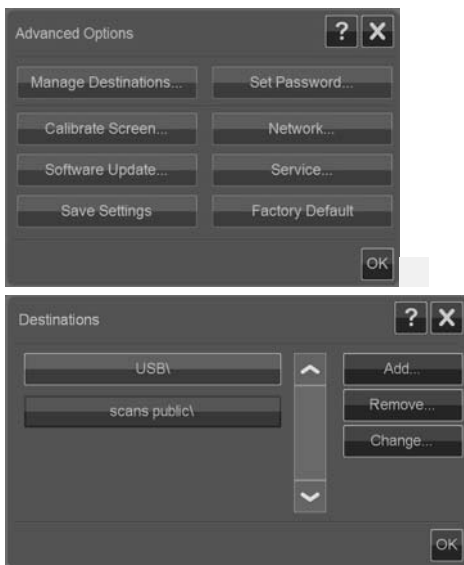 Advanced Options ? X
Manage Destinations... Set Password...
Calibrate Screen... Network...
Software Update... Service...
Save Settings Factory Default
OK
Destinations ? X
USB\ Add...
scans public\ Remove...
Change...
OK